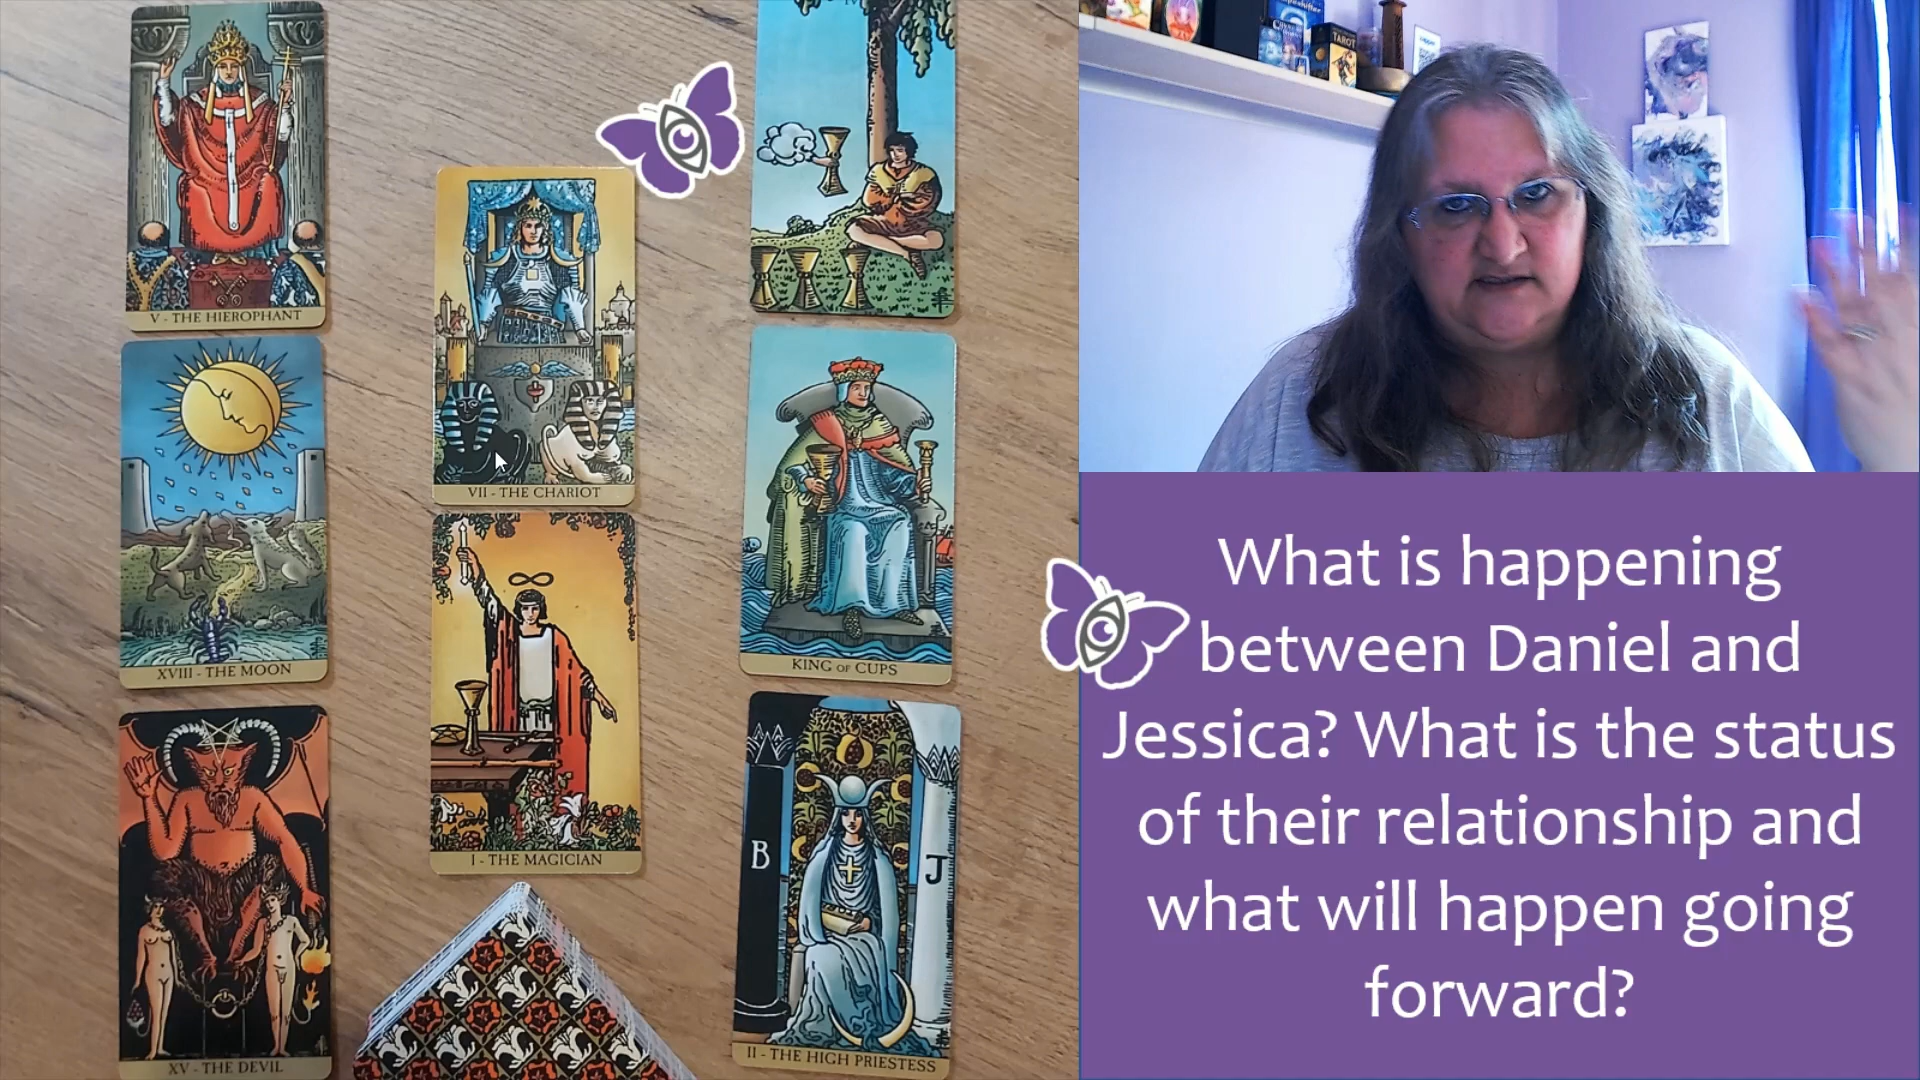 V - THE HIEROPHANT
XVIII - THE MOON
XV - THE DEVIL
VII - THE CHARIOT
I - THE MAGICIAN
KING OF CUPS
B
J
II - THE HIGH PRIESTESS
TAROT
What is happening
between Daniel and
Jessica? What is the status
of their relationship and
what will happen going
forward?